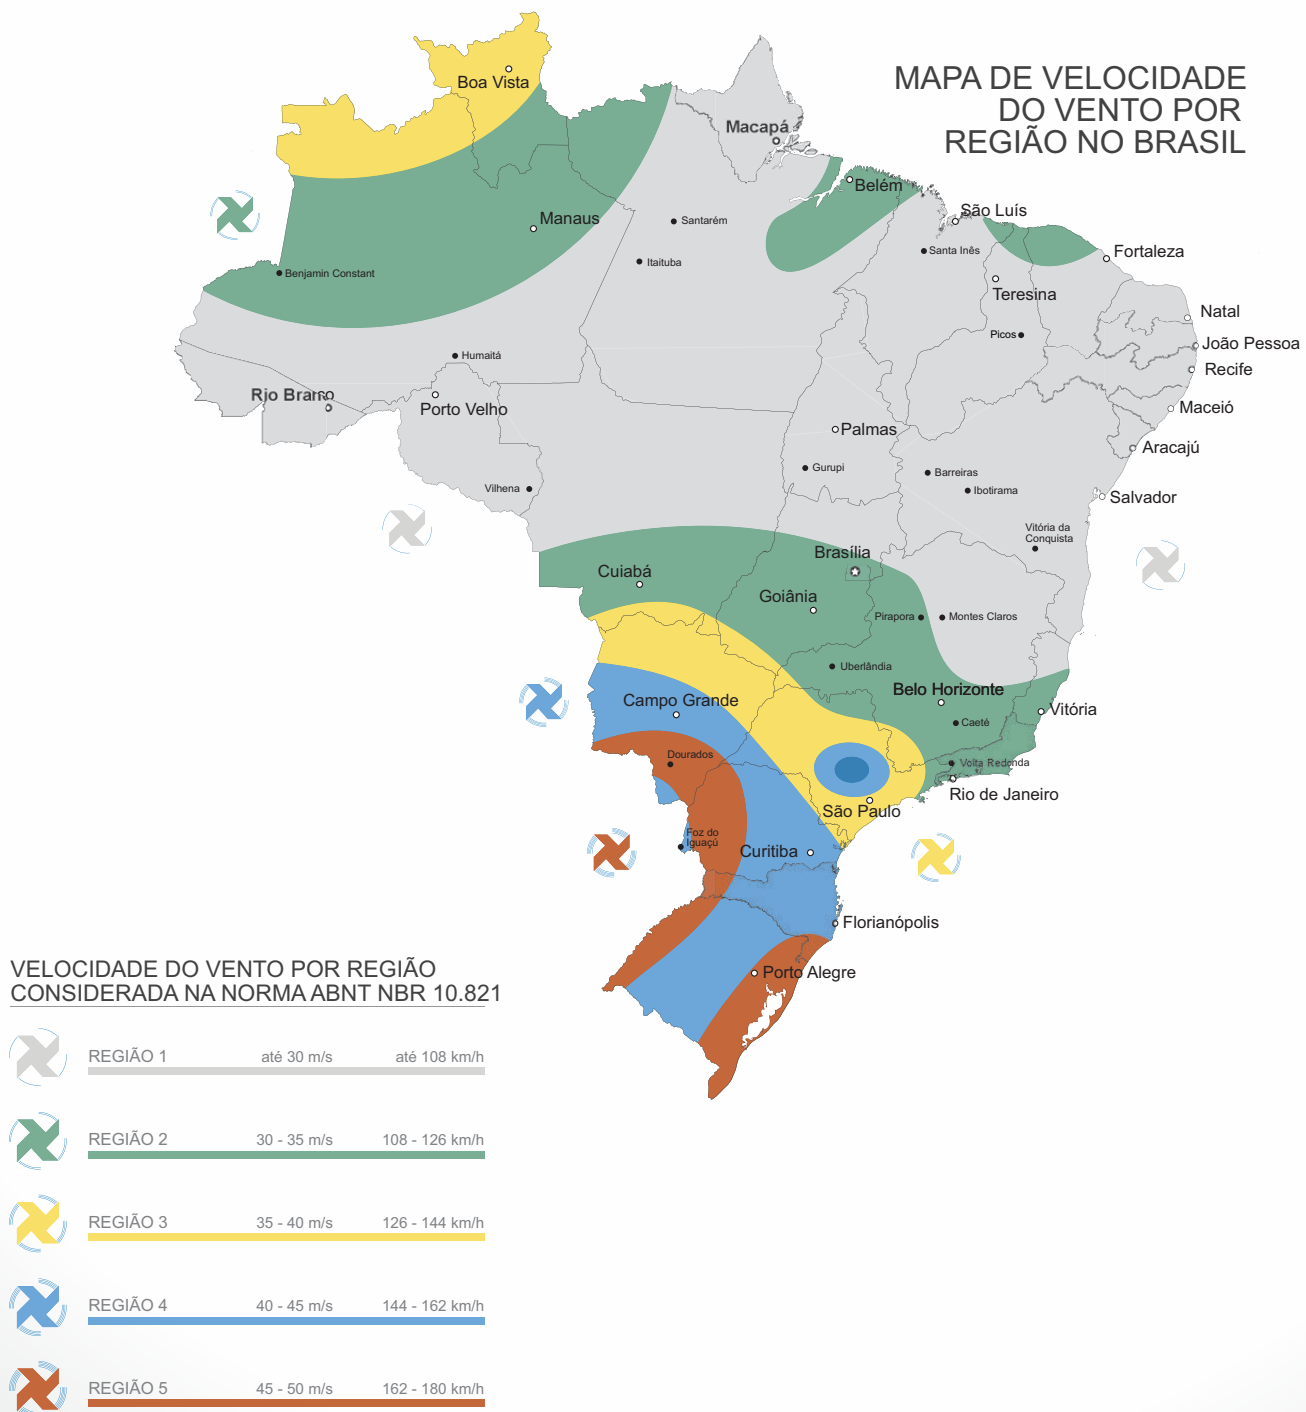 MAPA DE VELOCIDADE
DO VENTO POR
REGIÃO NO BRASIL
Boa Vista
Macapá
Belém
Manaus
Santarém
São Luís
Itaituba
Santa Inês
Fortaleza
Benjamin Constant
Teresina
Natal
Picos
João Pessoa
Humaitá
Recife
Rio Branco
Porto Velho
Maceió
Palmas
Aracajú
Gurupi
Barreiras
Vilhena
Ibotirama
Salvador
Vitória da
Conquista
Brasília
Cuiabá
Goiânia
Pirapora
Montes Claros
Uberlândia
Belo Horizonte
Campo Grande
Vitória
Caeté
Dourados
Volta Redonda
Rio de Janeiro
São Paulo
Foz do
Iguaçú
Curitiba
Florianópolis
Porto Alegre
VELOCIDADE DO VENTO POR REGIÃO
CONSIDERADA NA NORMA ABNT NBR 10.821
REGIÃO 1 até 30 m/s até 108 km/h
REGIÃO 2 30 - 35 m/s 108 - 126 km/h
REGIÃO 3 35 - 40 m/s 126 - 144 km/h
REGIÃO 4 40 - 45 m/s 144 - 162 km/h
REGIÃO 5 45 - 50 m/s 162 - 180 km/h